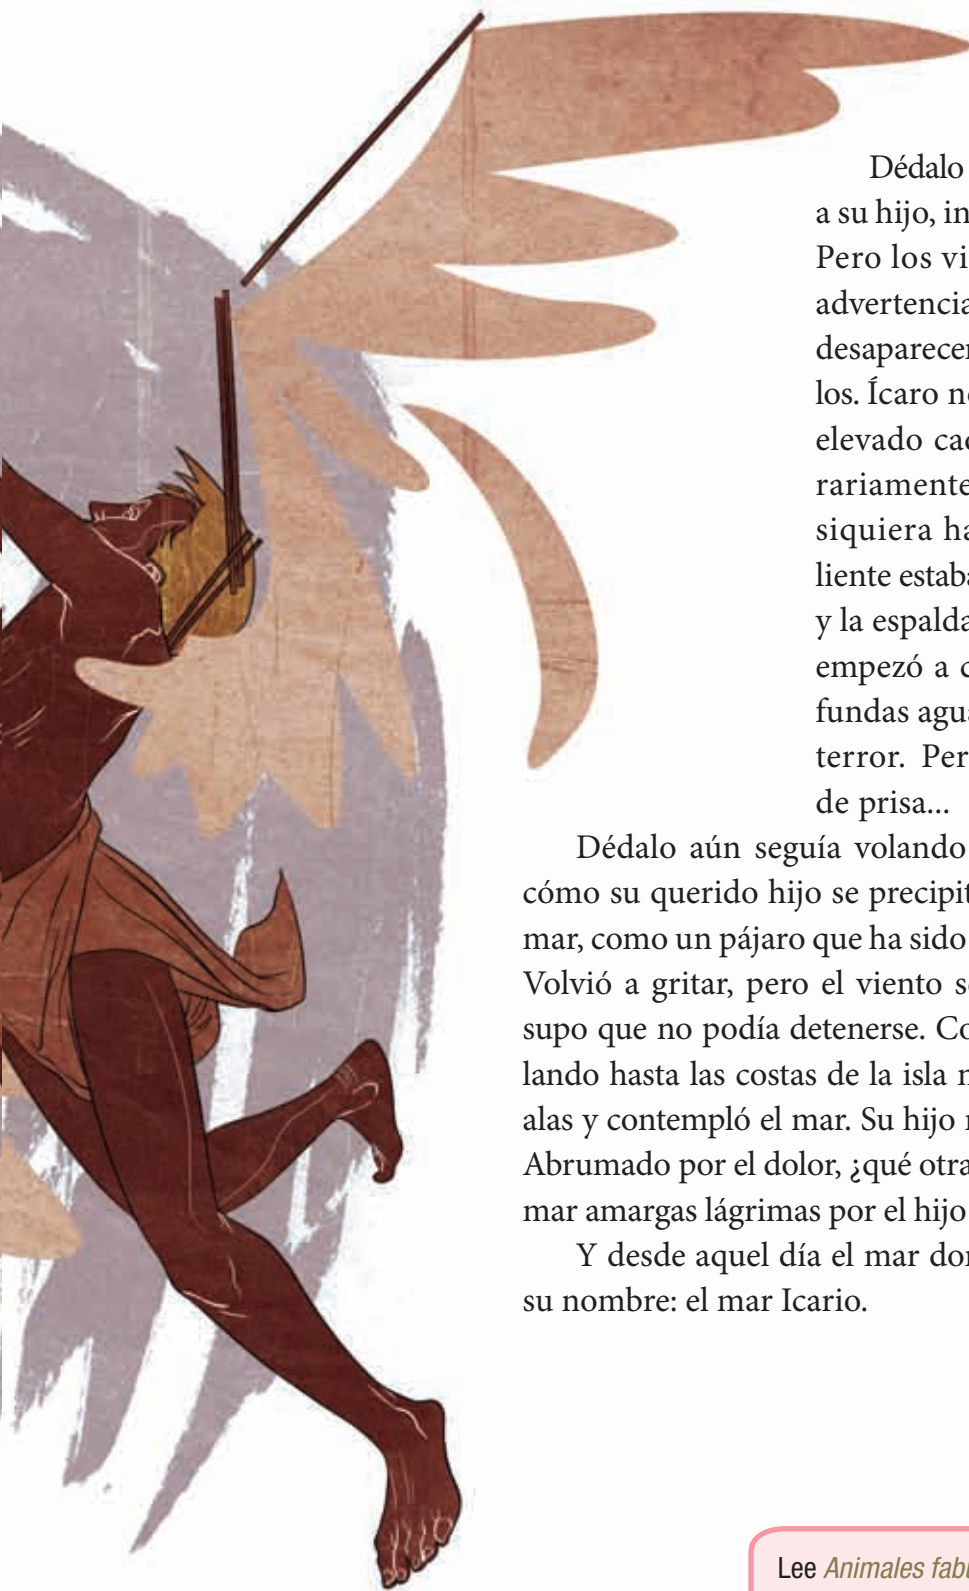 Dédalo
a su hijo, in
Pero los vi
advertencia
desaparecer
los. Ícaro n
elevado ca
rariamente
siquiera ha
liente estaba
y la espalda
empezó a c
fundas agua
terror. Per
de prisa...
Dédalo aún seguía volando
cómo su querido hijo se precipit
mar, como un pájaro que ha sido
Volvió a gritar, pero el viento s
supo que no podía detenerse. Co
lando hasta las costas de la isla m
alas y contempló el mar. Su hijo n
Abrumado por el dolor, ¿qué otra
mar amargas lágrimas por el hijo
Y desde aquel día el mar don
su nombre: el mar Icario.
Lee Animales fab